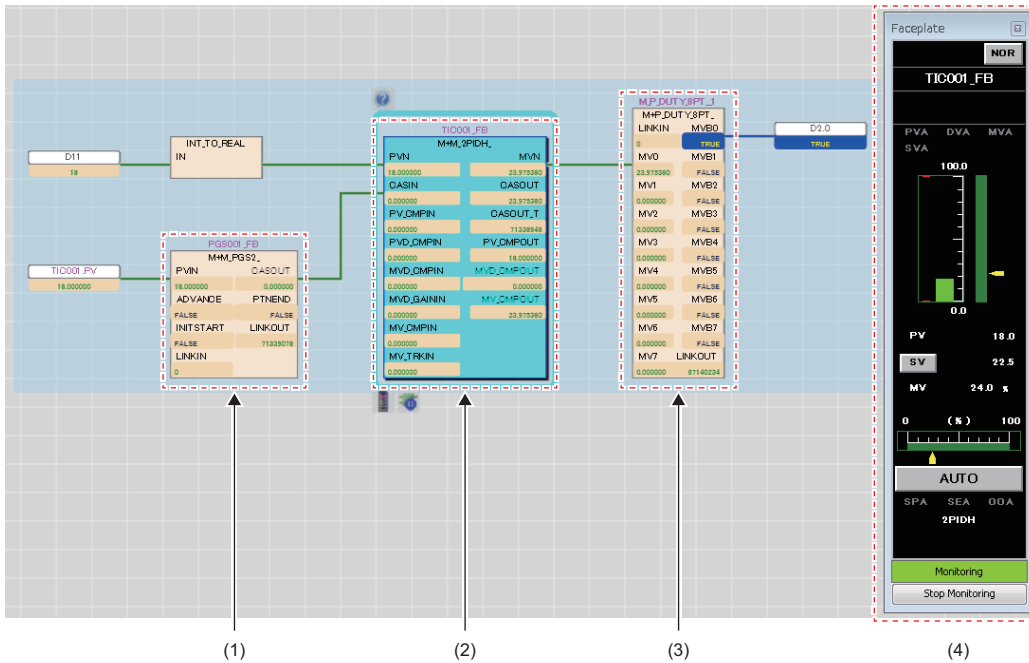 D11
18
INT_TO_REAL
IN
TIC001.PV
18.000000
PGS001_FB
M+M_PGS2_
PVIN CASOUT
18.000000 0.000000
ADVANCE PTNEND
FALSE FALSE
INITSTART LINKOUT
FALSE 71339078
LINKIN
0
?
TIC001_FB
M+M_2PIDH_
PVN MVN
18.000000 23.975380
CASIN CASOUT
0.000000 23.975380
PV_CMPIN CASOUT_T
0.000000 71338946
PVD_CMPIN PV_CMPOUT
0.000000 18.000000
MVD_CMPIN MVD_CMPOUT
0.000000 0.000000
MVD_GAININ MV_CMPOUT
0.000000 23.975380
MV_CMPIN
0.000000
MV_TRKIN
0.000000
M_P_DUTY_8PT_1
M+P_DUTY_8PT_
LINKIN MVB0
0 TRUE
MV0 MVB1
23.975380 FALSE
MV1 MVB2
0.000000 FALSE
MV2 MVB3
0.000000 FALSE
MV3 MVB4
0.000000 FALSE
MV4 MVB5
0.000000 FALSE
MV5 MVB6
0.000000 FALSE
MV6 MVB7
0.000000 FALSE
MV7 LINKOUT
0.000000 67140234
D2.0
TRUE
Faceplate
NOR
TIC001_FB
PVA DVA MVA
SVA
100.0
0.0
PV 18.0
SV 22.5
MV 24.0 %
0 (%) 100
AUTO
SPA SEA OOA
2PIDH
Monitoring
Stop Monitoring
(1) (2) (3) (4)